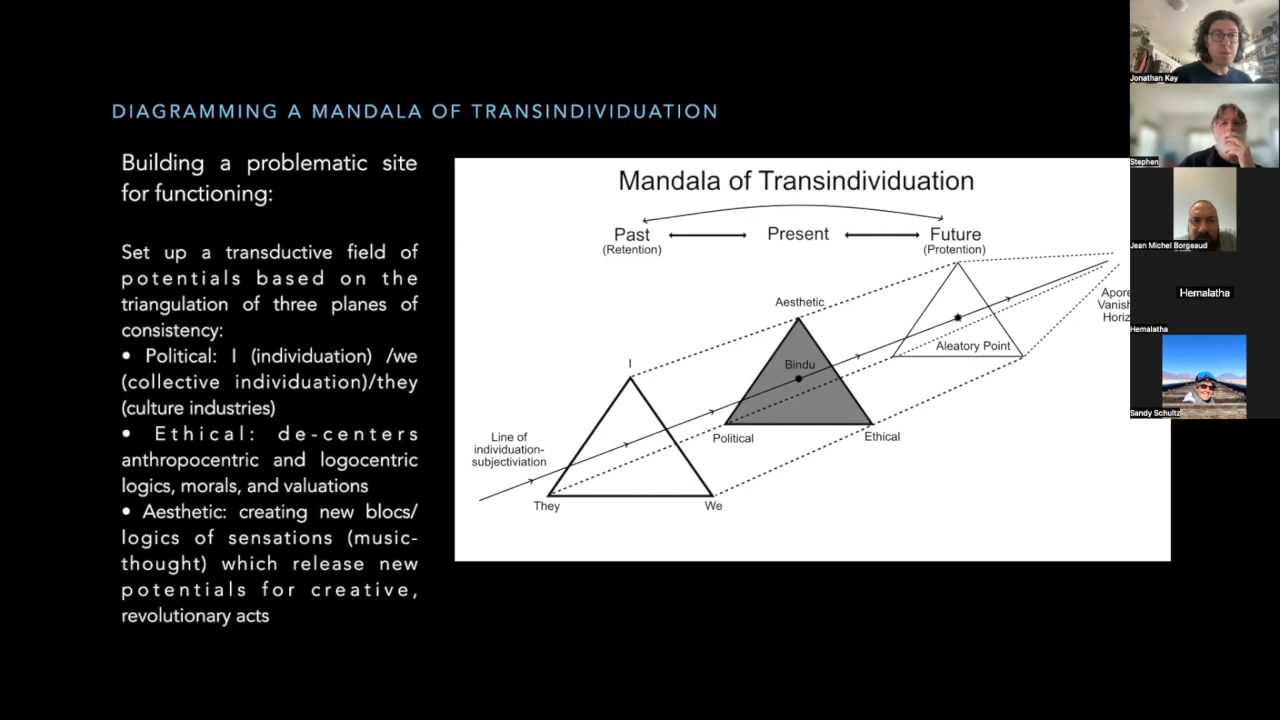 DIAGRAMMING A MANDALA OF TRANSINDIVIDUATION
Building a problematic site
for functioning:
Set up a transductive field of
potentials based on the
triangulation of three planes of
consistency:
• Political: I (individuation) /we
(collective individuation)/they
(culture industries)
• Ethical: de-centers
anthropocentric and logocentric
logics, morals, and valuations
• Aesthetic: creating new blocs/
logics of sensations (music-
thought) which release new
potentials for creative,
revolutionary acts
Mandala of Transindividuation
Past
(Retention)
Present
Future
(Protention)
Aesthetic
I
Bindu
Aleatory Point
Apore
Vanish
Horiz
Political
Ethical
Line of
individuation-
subjectiviation
They
We
Jonathan Kay
Stephen
Jean Michel Borgeaud
Hemalatha
Hemalatha
Sandy Schultz